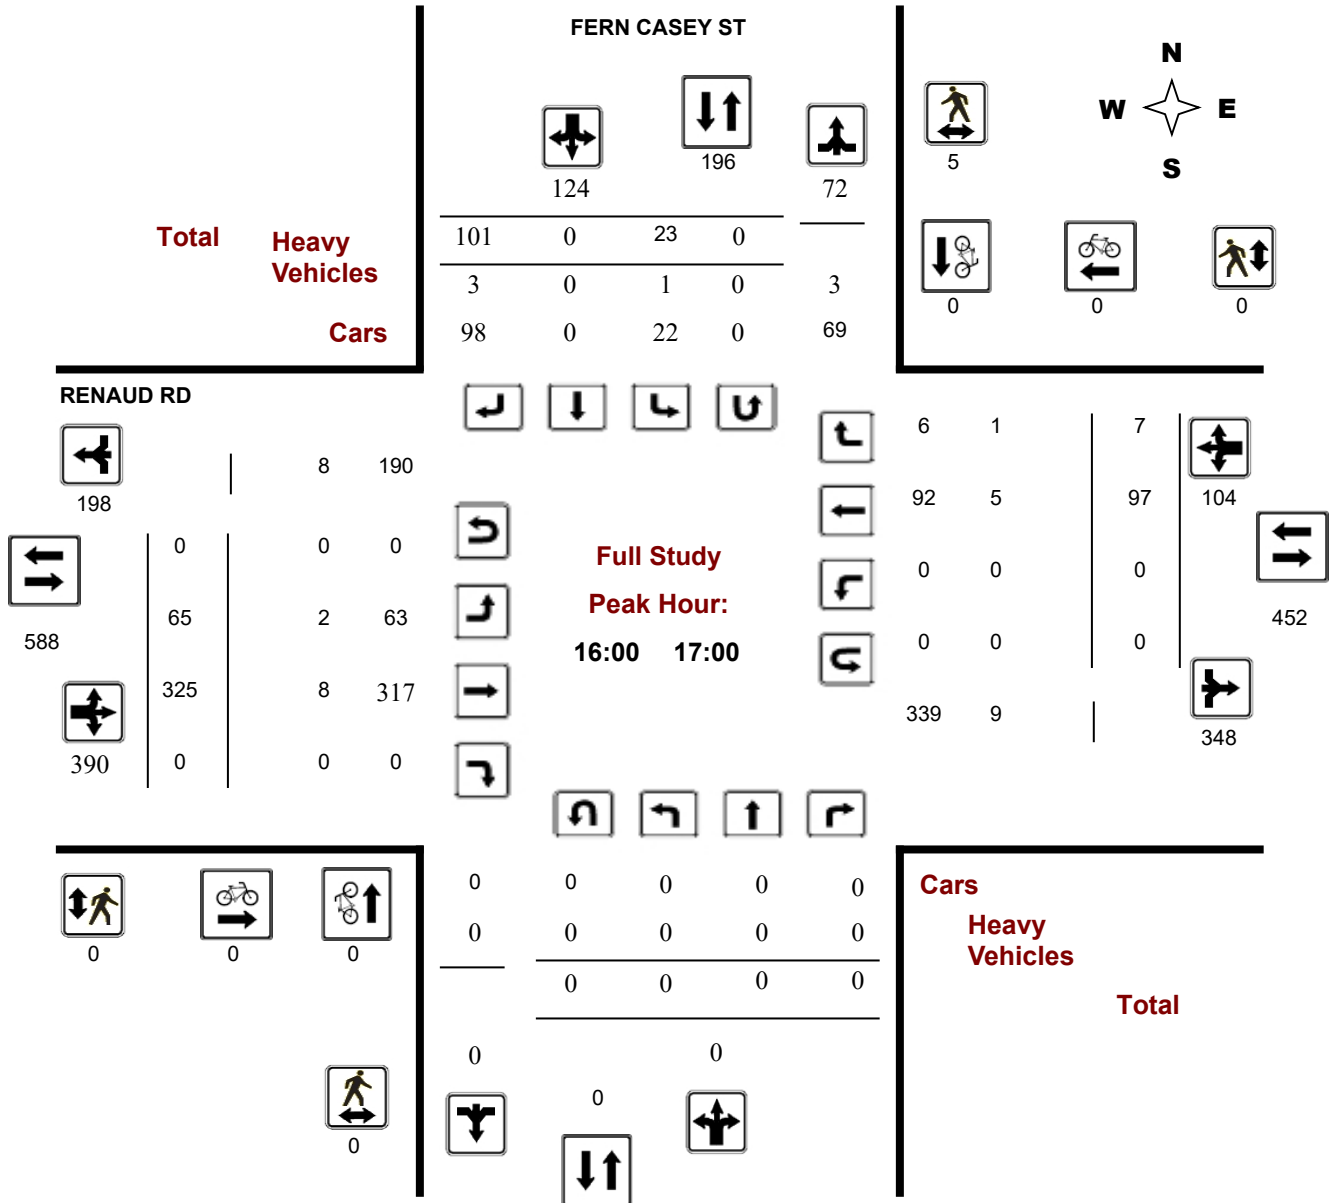 FERN CASEY ST
N
W E
S
196
5
124
72
Total Heavy Vehicles
101 0 23 0
3 0 1 0 3
Cars 98 0 22 0 69
0 0 0
RENAUD RD
6 1 7
8 190
198
92 5 97 104
0 0 0
Full Study
0 0 0
65 2 63
Peak Hour:
588
452
16:00 17:00
0 0 0
325 8 317
339 9
348
390 0 0 0
0 0 0 0 0
Cars
0 0 0 0 0
Heavy
Vehicles
0 0 0
0 0 0 0
Total
0 0
0
0